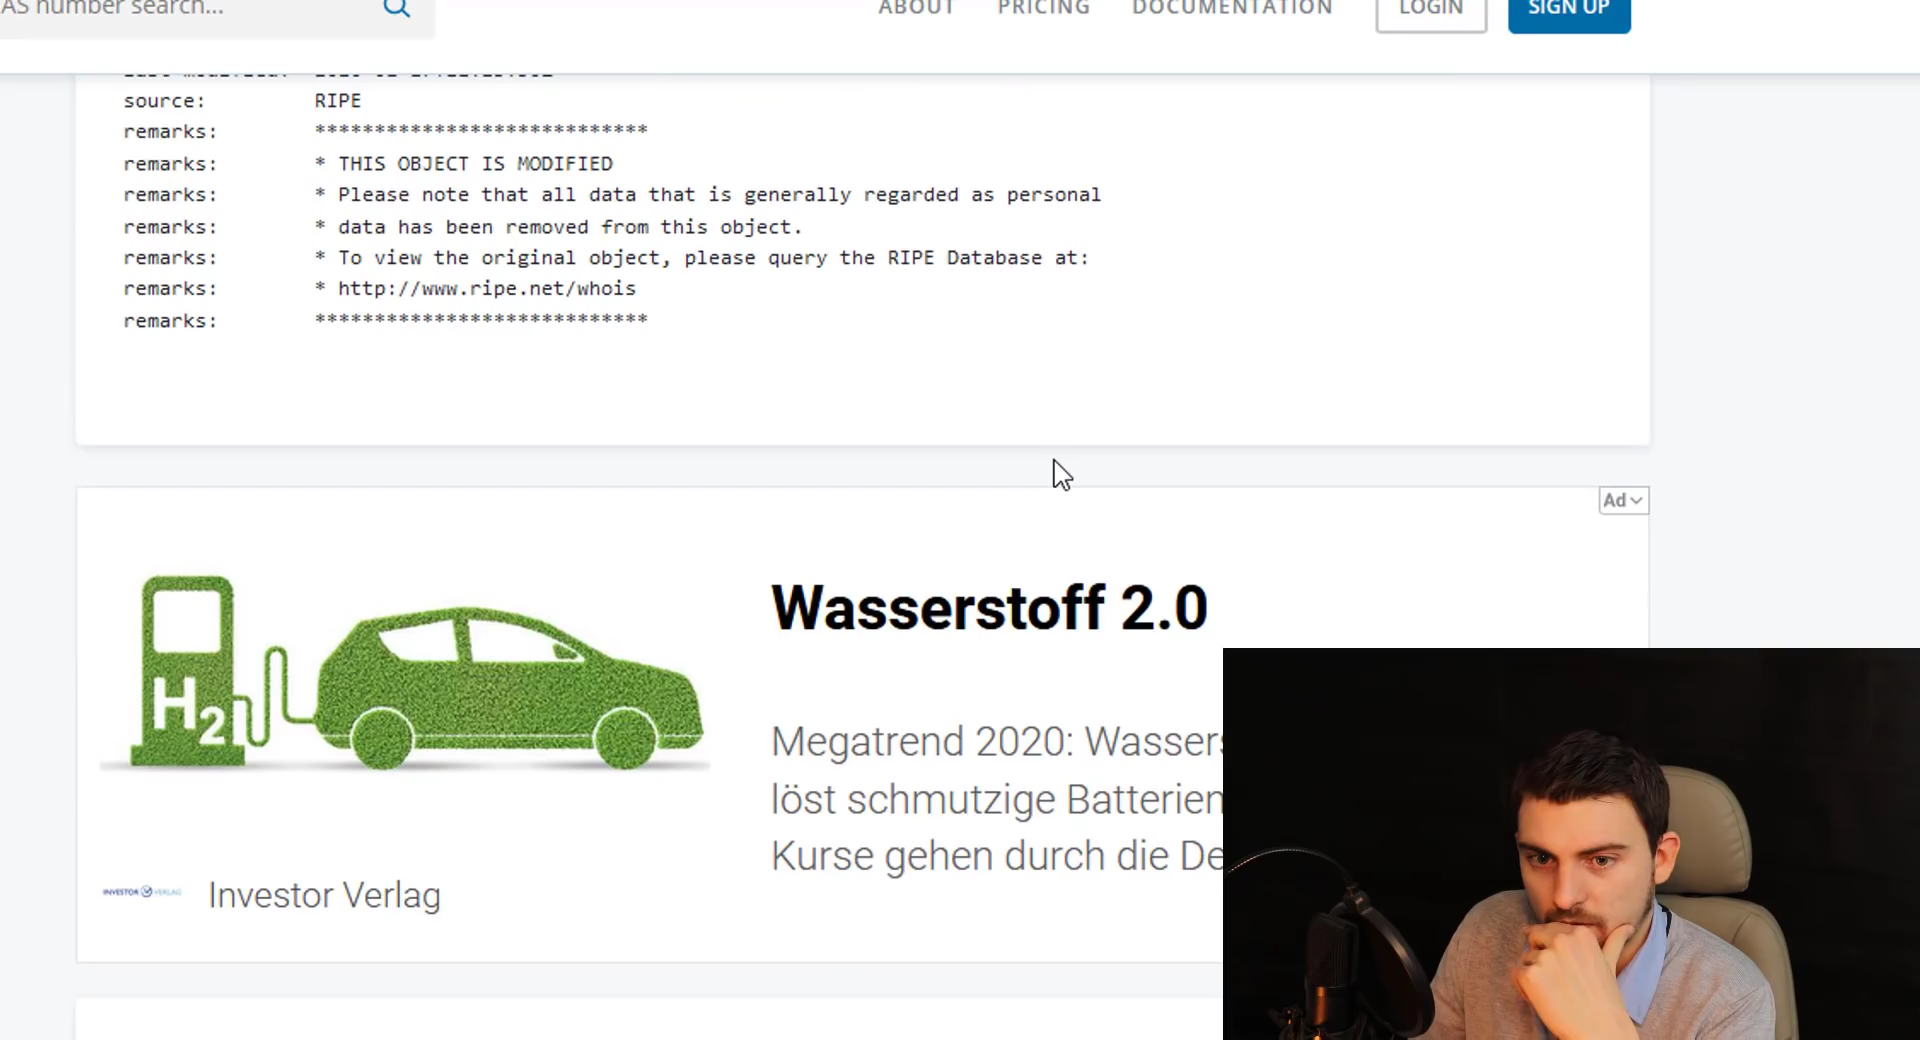 AS number search...
ABOUT
PRICING
DOCUMENTATION
LOGIN
SIGN UP
source: RIPE
remarks: ****************************
remarks: * THIS OBJECT IS MODIFIED
remarks: * Please note that all data that is generally regarded as personal
remarks: * data has been removed from this object.
remarks: * To view the original object, please query the RIPE Database at:
remarks: * http://www.ripe.net/whois
remarks: ****************************
Ad
H2
Wasserstoff 2.0
Megatrend 2020: Wassers
löst schmutzige Batterien
Kurse gehen durch die De
INVESTOR VERLAG
Investor Verlag